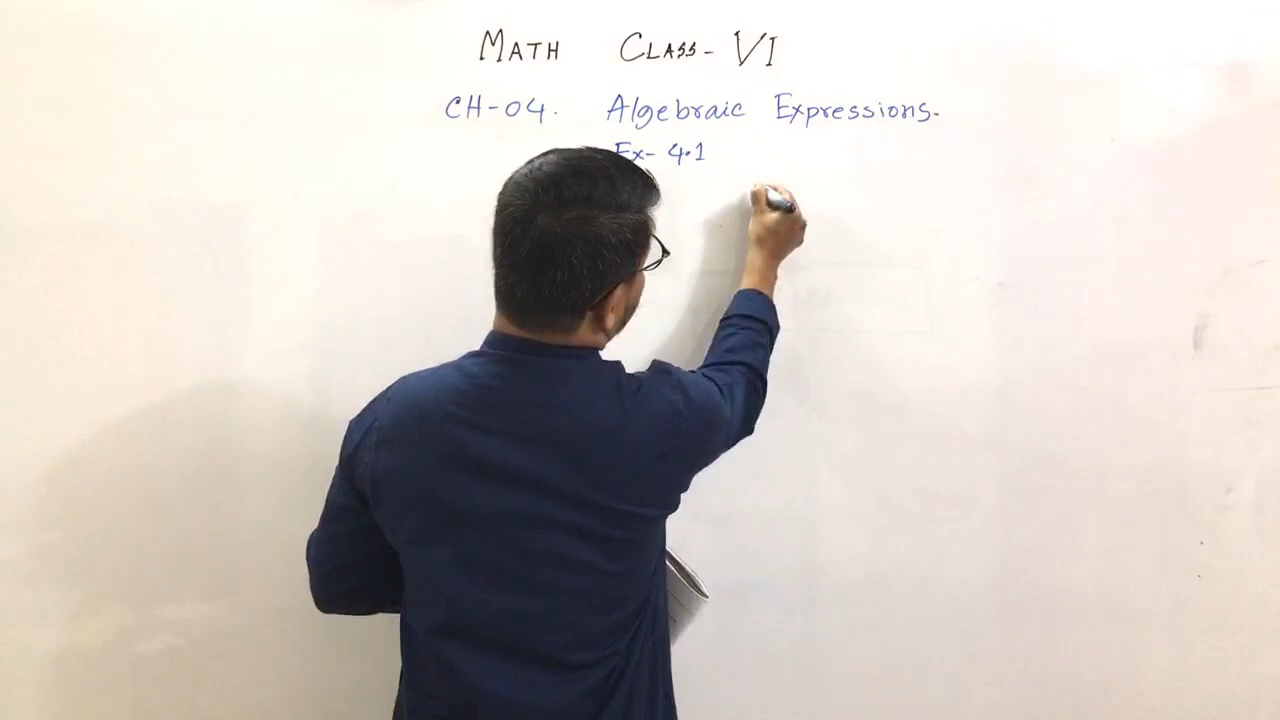 MATH CLASS- VI
CH-04. Algebraic Expressions.
Ex- 4.1